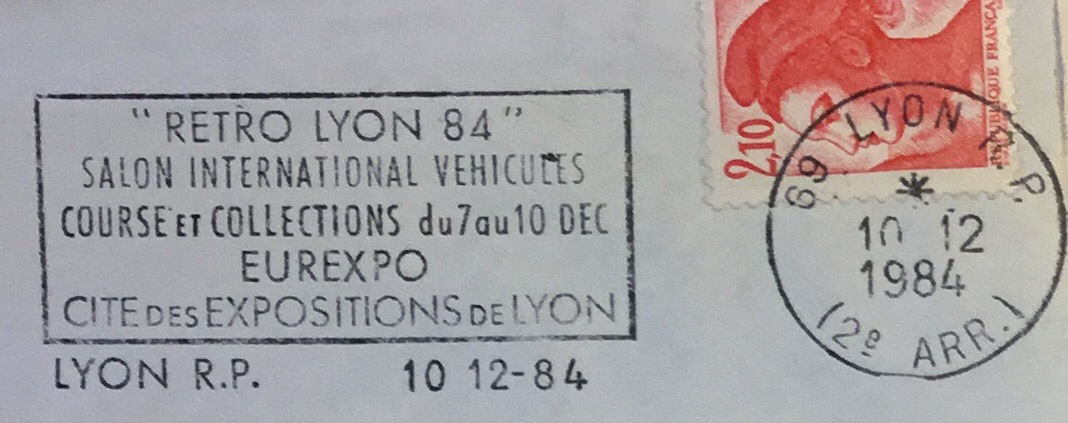 "RETRO LYON 84"
SALON INTERNATIONAL VEHICULES
COURSE ET COLLECTIONS du 7 au 10 DEC
EUREXPO
CITE DES EXPOSITIONS DE LYON
LYON R.P. 10 12-84
2,10
RÉPUBLIQUE FRANÇA
69 LYON R.P.
*
10 12
1984
(2e ARR.)